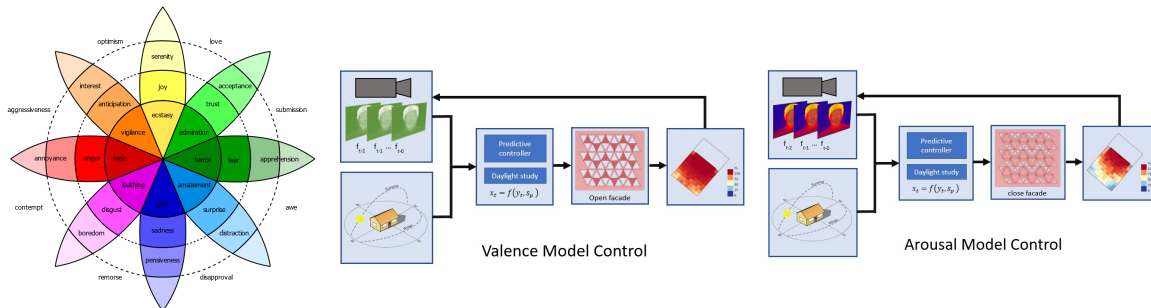 optimism
love
serenity
interest
acceptance
joy
anticipation
trust
aggressiveness
submission
ecstasy
vigilance
admiration
annoyance
anger
rage
terror
fear
apprehension
loathing
amazement
grief
contempt
awe
disgust
surprise
boredom
sadness
distraction
pensiveness
remorse
disapproval
f t-2 f t-1 ... f t-0
Predictive
controller
Daylight study
x_t = f(y_t, s_p)
Open facade
Valence Model Control
f t-2 f t-1 ... f t-0
Predictive
controller
Daylight study
x_t = f(y_t, s_p)
close facade
Arousal Model Control